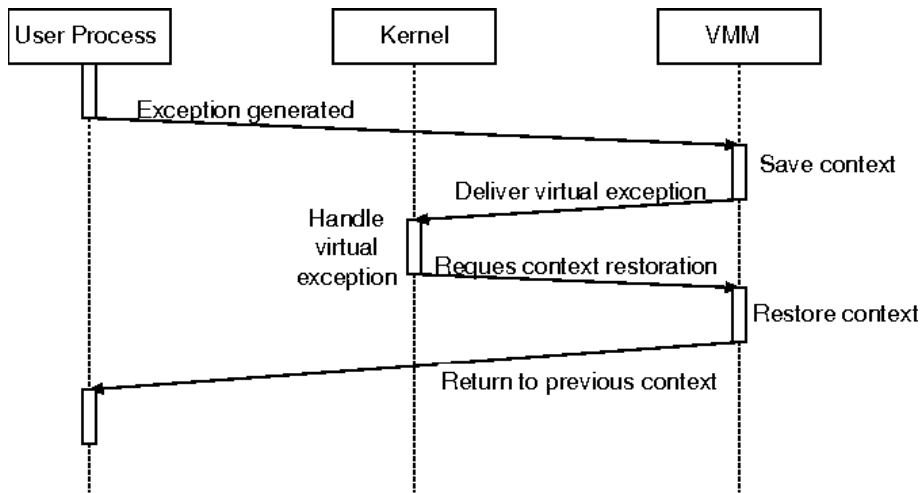 User Process
Kernel
VMM
Exception generated
Save context
Deliver virtual exception
Handle
virtual
exception
Reques context restoration
Restore context
Return to previous context